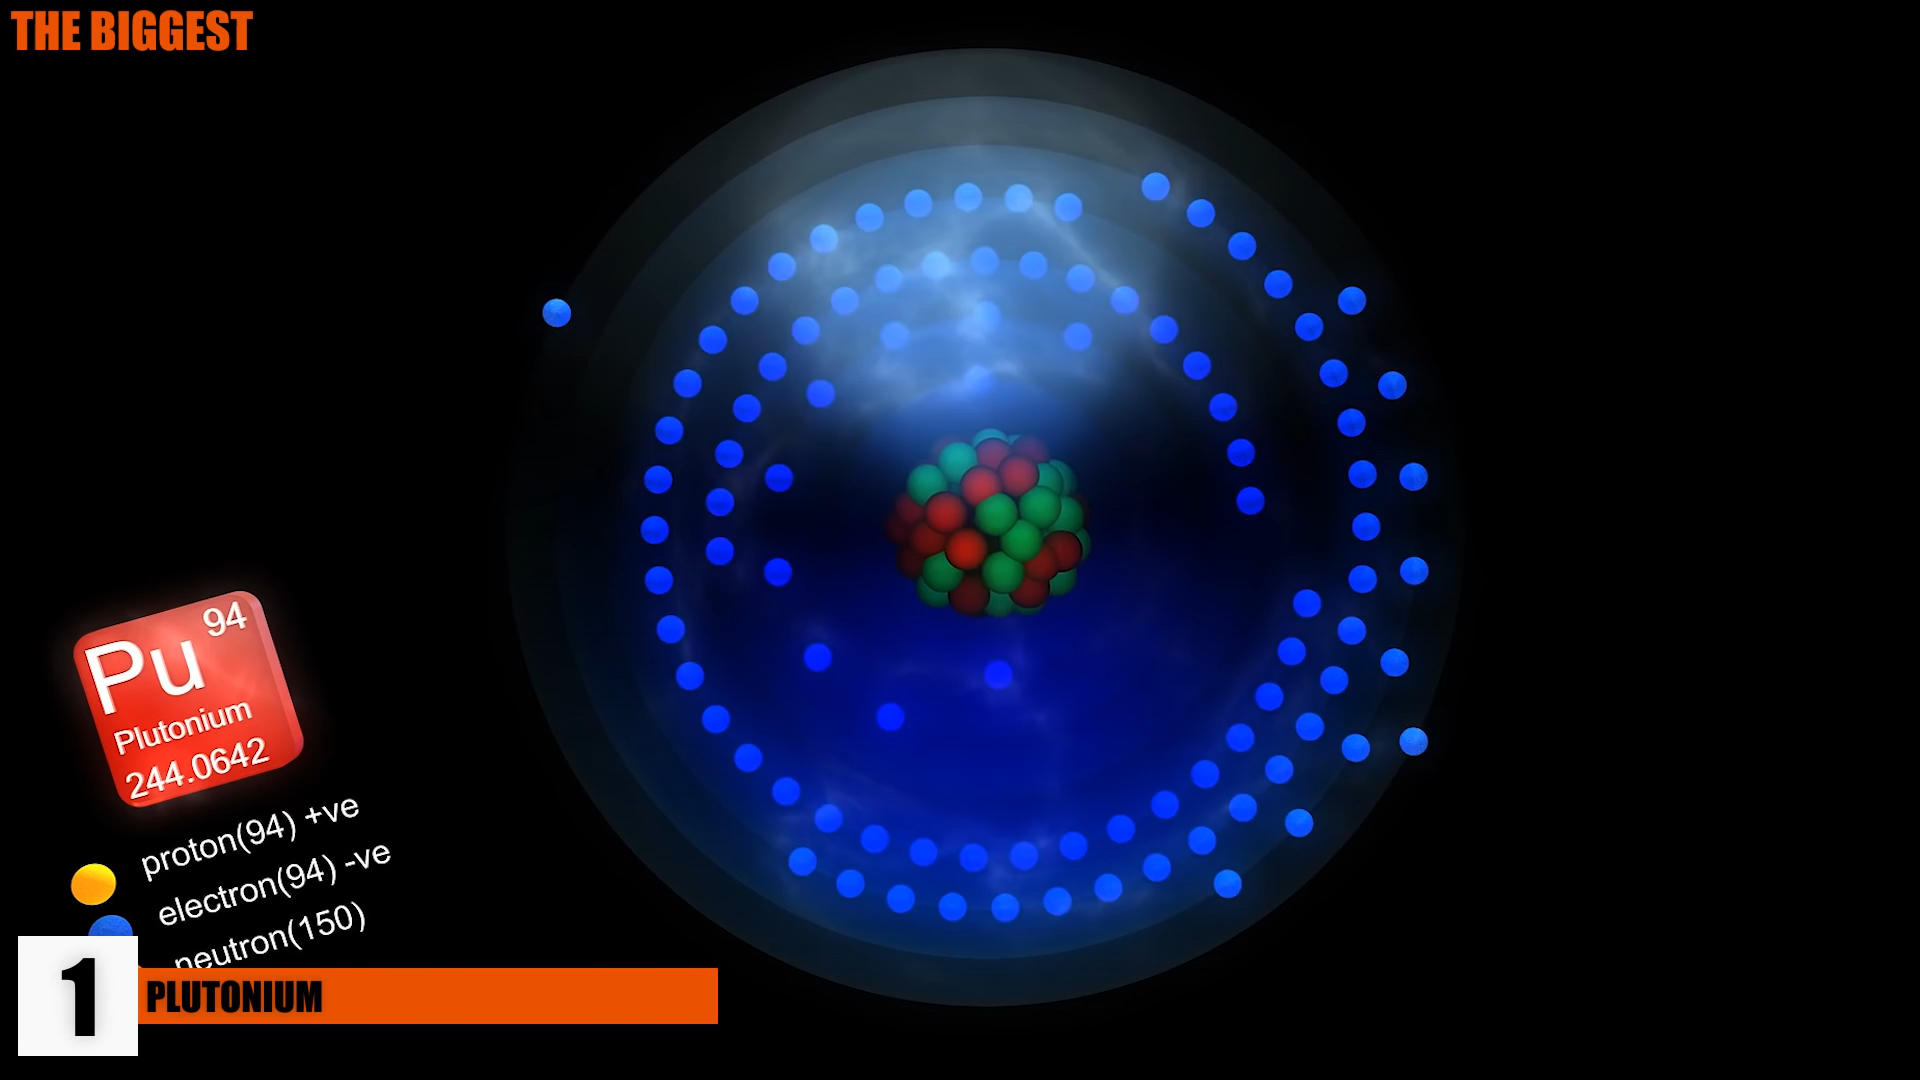 THE BIGGEST
Pu 94
Plutonium
244.0642
proton(94) +ve
electron(94) -ve
neutron(150)
1
PLUTONIUM